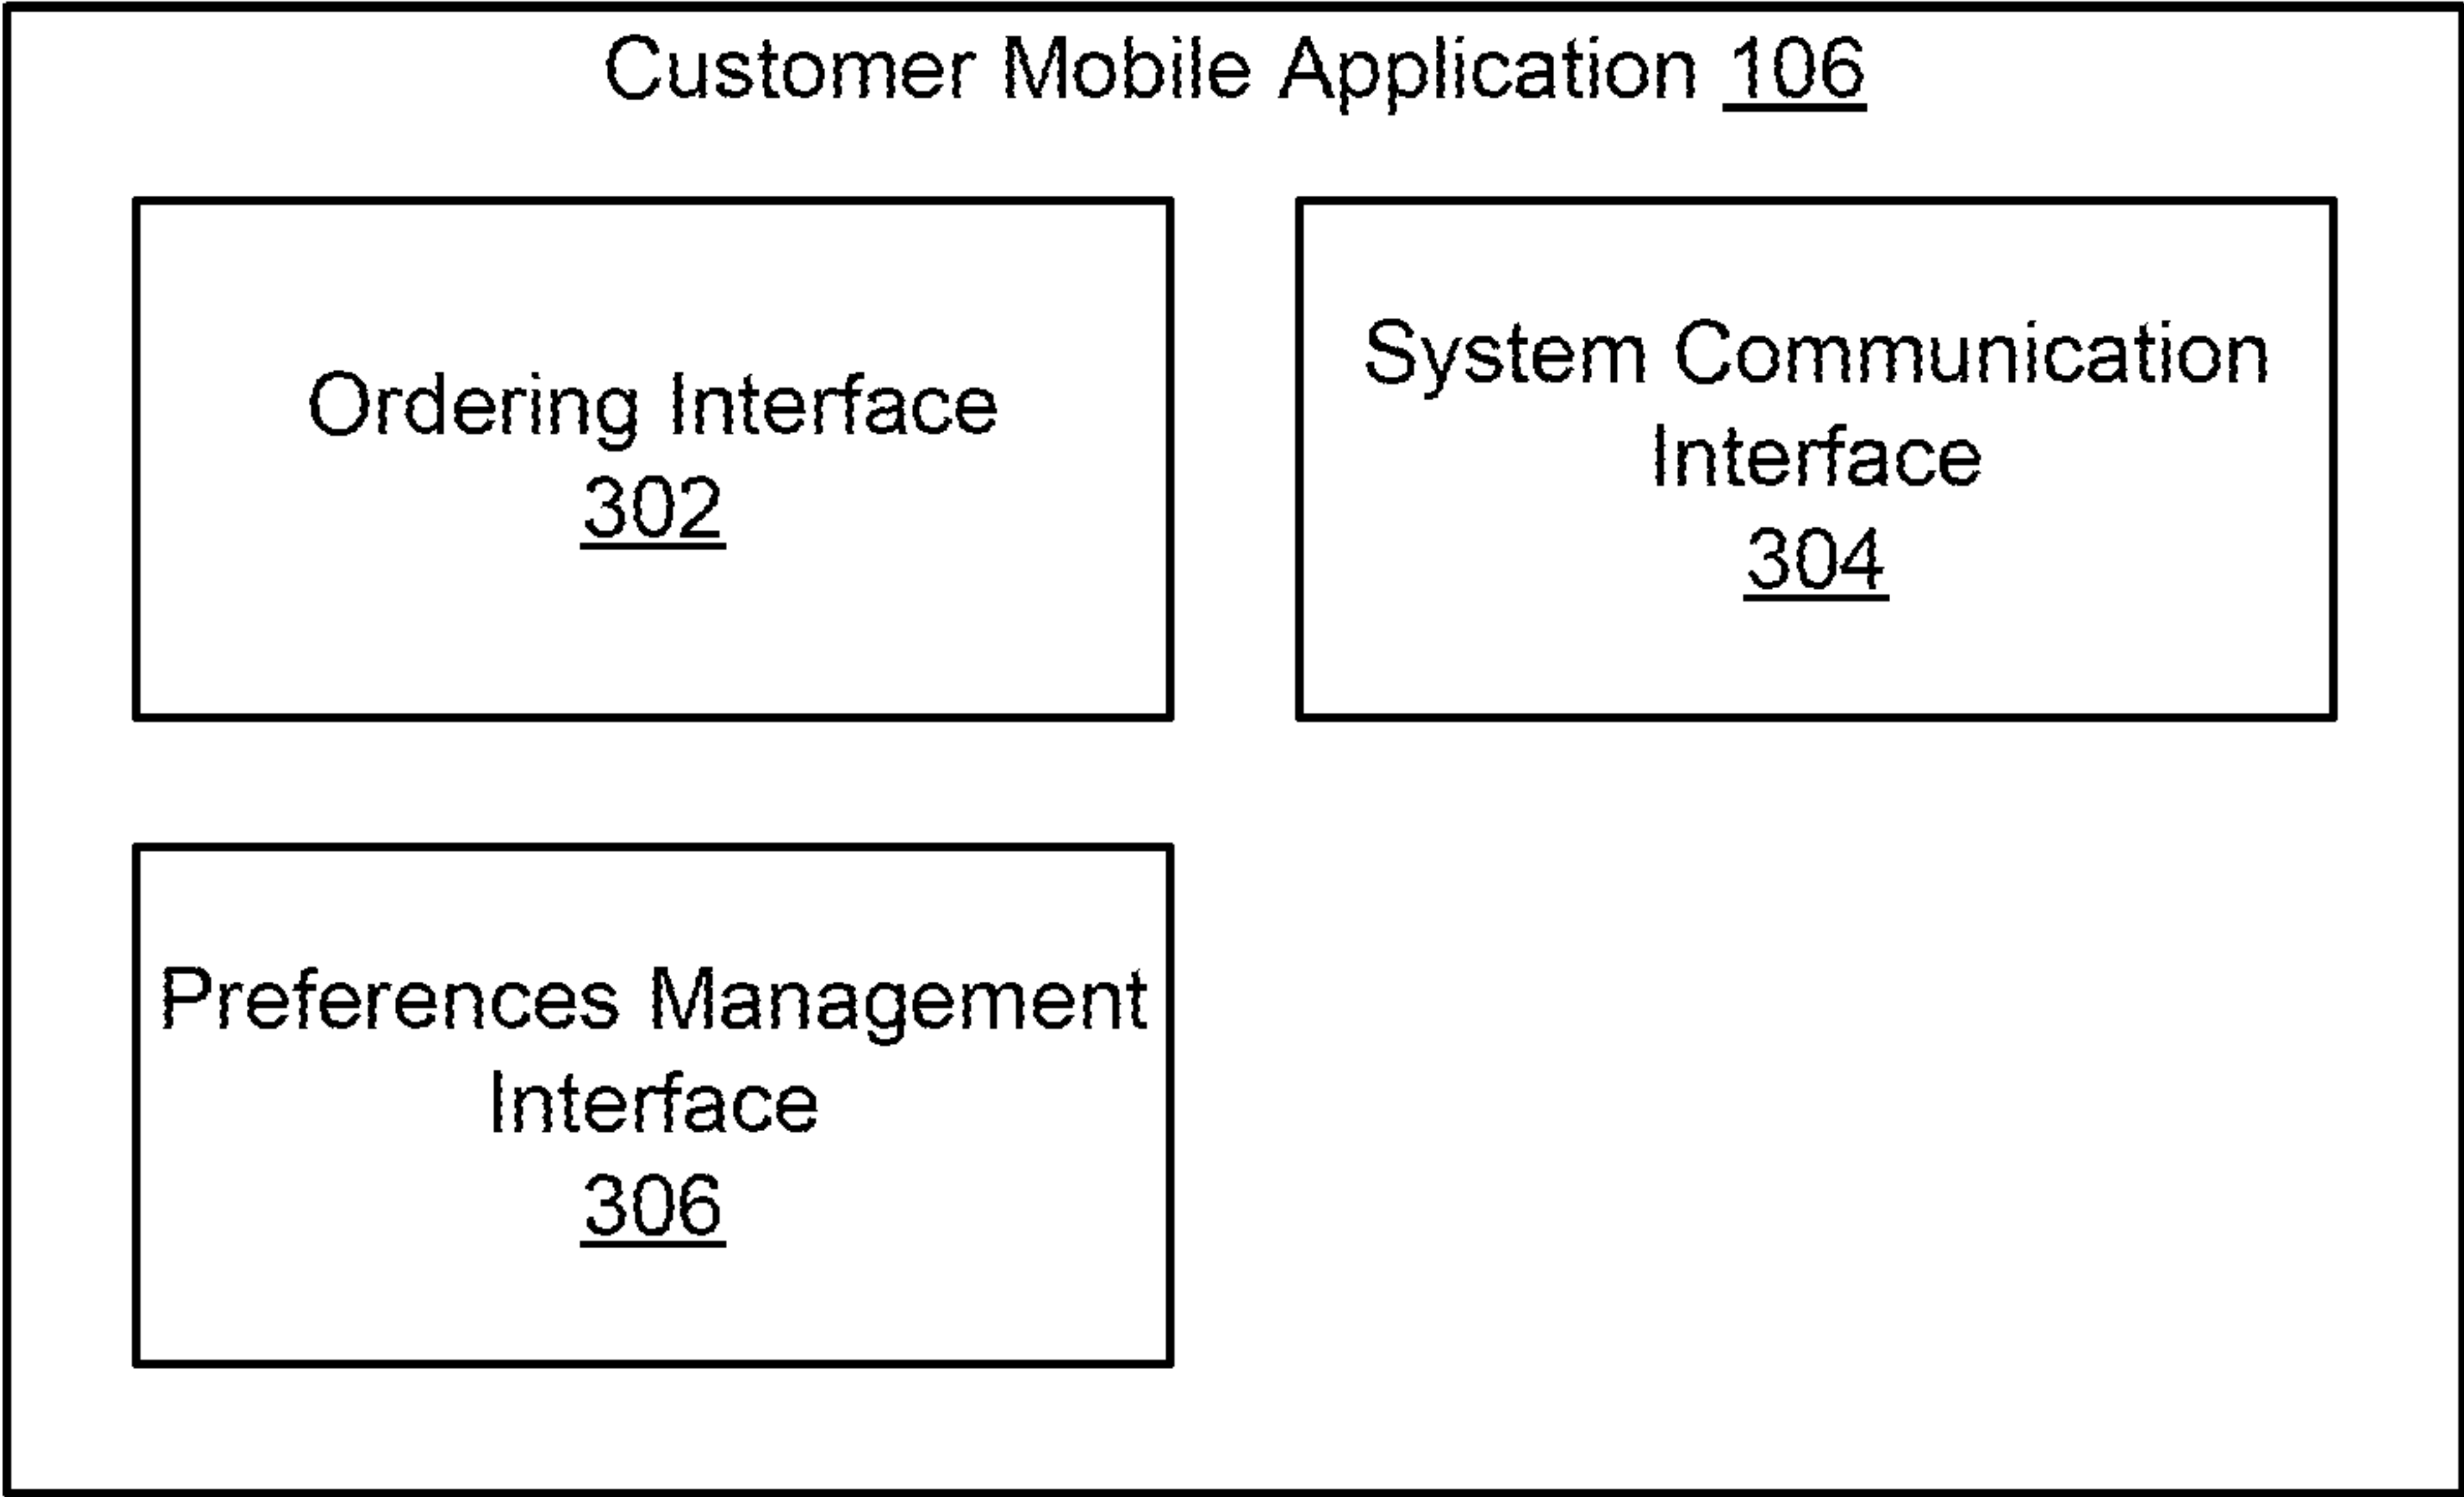 Customer Mobile Application 106
Ordering Interface
302
System Communication
Interface
304
Preferences Management
Interface
306